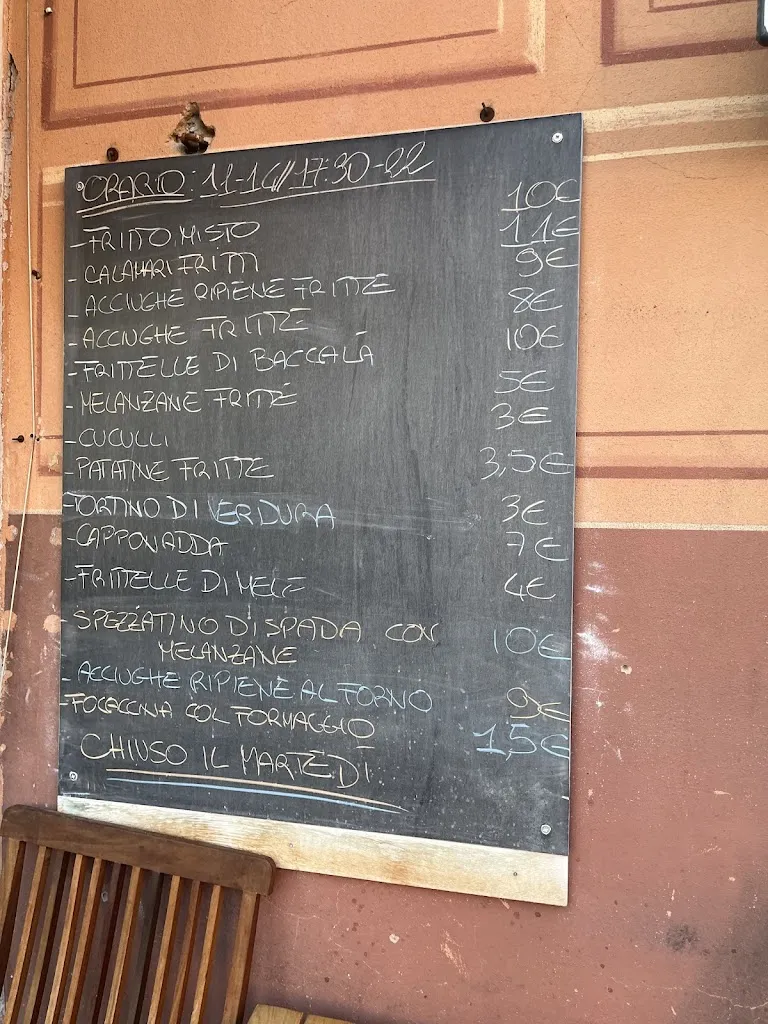 ORARIO: 11-14//17:30-22
- FRITTO MISTO 10€
- CALAMARI FRITTI 11€
- ACCIUGHE RIPIENE FRITTE 9€
- ACCIUGHE FRITTE 8€
- FRITTELLE DI BACCALÀ 10€
- MELANZANE FRITTE 5€
- CUCULLI 3€
- PATATINE FRITTE 3,5€
- TORTINO DI VERDURA 3€
- CAPPONADDA 7€
- FRITTELLE DI MELE 4€
- SPEZZATINO DI SPADA CON 10€
MELANZANE
- ACCIUGHE RIPIENE AL FORNO 9€
- FOCACCINA COL FORMAGGIO 1,5€
CHIUSO IL MARTEDÌ